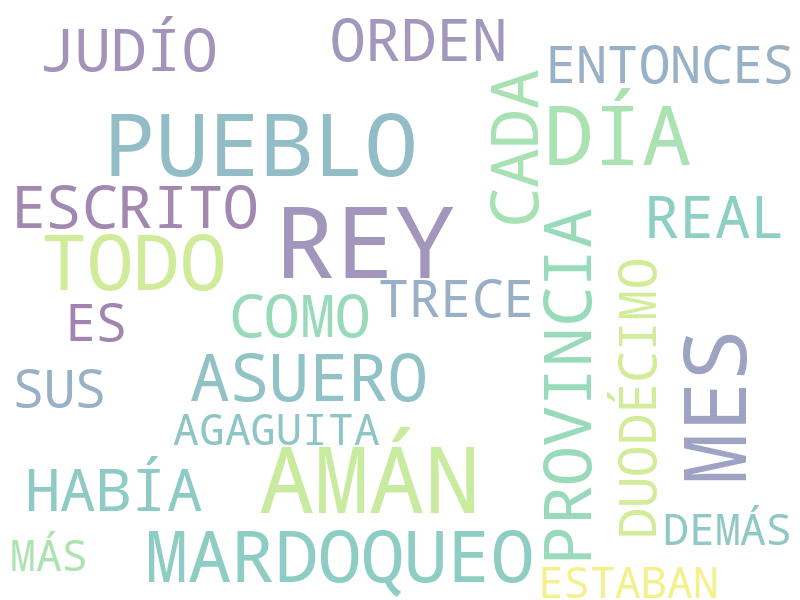 JUDÍO
ORDEN
ENTONCES
PUEBLO
CADA
DÍA
ESCRITO
REY
REAL
TODO
TRECE
ES
COMO
PROVINCIA
DUODÉCIMO
MES
SUS
ASUERO
AGAGUITA
HABÍA
AMÁN
DEMÁS
MÁS
MARDOQUEO
ESTABAN